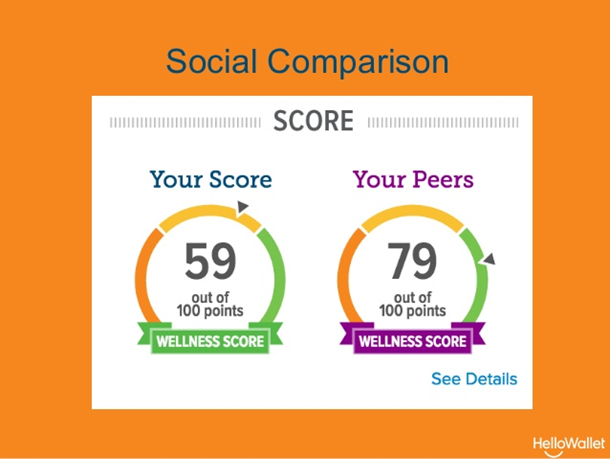 Social Comparison
SCORE
Your Score
59
out of
100 points
WELLNESS SCORE
Your Peers
79
out of
100 points
WELLNESS SCORE
See Details
HelloWallet